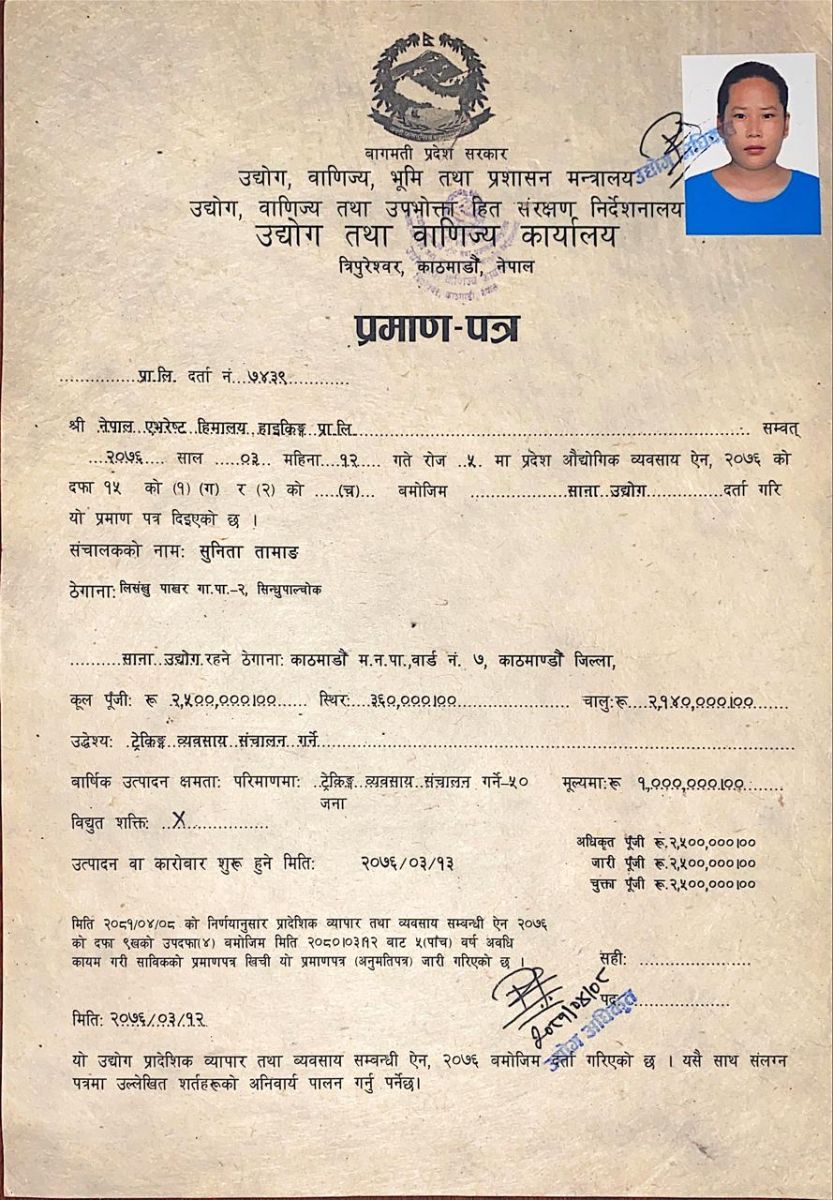 बागमती प्रदेश सरकार
उद्योग, वाणिज्य, भूमि तथा प्रशासन मन्त्रालय
उद्योग, वाणिज्य तथा उपभोक्ता हित संरक्षण निर्देशनालय
उद्योग तथा वाणिज्य कार्यालय
त्रिपुरेश्वर, काठमाडौं, नेपाल
उद्योग अधिकृत
प्रमाण-पत्र
...............प्रा.लि. दर्ता नं...७४३९............
श्री नेपाल एभरेष्ट हिमालय हाइकिङ्ग प्रा.लि............................................................ सम्वत्
...२०७६.... साल .....०३.. महिना...१२.... गते रोज ..५. मा प्रदेश औद्योगिक व्यवसाय ऐन, २०७६ को
दफा १५ को (१) (ग) र (२) को ....(च)... बमोजिम ...................साना उद्योग...............दर्ता गरि
यो प्रमाण पत्र दिइएको छ ।
संचालकको नाम: सुनिता तामाङ
ठेगाना: लिसंखु पाखर गा.पा.-२, सिन्धुपाल्चोक
..........साना उद्योग रहने ठेगाना: काठमाडौं म.न.पा.,वार्ड नं. ७, काठमाण्डौ जिल्ला,
कूल पूँजी: रू २,५००,०००।००...... स्थिर:...३६०,०००।००............... चालु:रू....२,१४०,०००।००.......
उद्धेश्य: ट्रेकिङ्ग व्यवसाय संचालन गर्ने........................................................................
वार्षिक उत्पादन क्षमता: परिमाणमा: ..ट्रेकिङ्ग व्यवसाय संचालन गर्ने-५० मूल्यमा:रू १,०००,०००।००.......
जना
विद्युत शक्ति: ..X................
उत्पादन वा कारोवार शुरू हुने मिति: २०७६/०३/१३
अधिकृत पूँजी रू.२,५००,०००।००
जारी पूँजी रू.२,५००,०००।००
चुक्ता पूँजी रू.२,५००,०००।००
मिति २०८१/०४/०८ को निर्णयानुसार प्रादेशिक व्यापार तथा व्यवसाय सम्बन्धी ऐन २०७६
को दफा ९खको उपदफा(४) बमोजिम मिति २०८०।०३।१२ बाट ५(पाँच) वर्ष अवधि
कायम गरी साविकको प्रमाणपत्र खिची यो प्रमाणपत्र (अनुमतिपत्र) जारी गरिएको छ ।
सही: ....................
२०८१/०४/०८
पद: ....................
उद्योग अधिकृत
मिति: २०७६/०३/१२
यो उद्योग प्रादेशिक व्यापार तथा व्यवसाय सम्बन्धी ऐन, २०७६ बमोजिम दर्ता गरिएको छ । यसै साथ संलग्न
पत्रमा उल्लेखित शर्तहरूको अनिवार्य पालन गर्नु पर्नेछ।